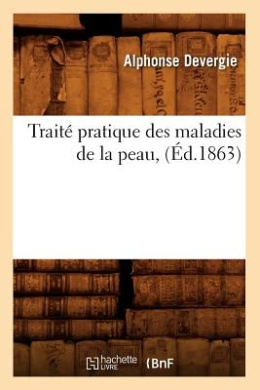 Alphonse Devergie
Traité pratique des maladies
de la peau, (Éd.1863)
hachette
LIVRE
{BnF